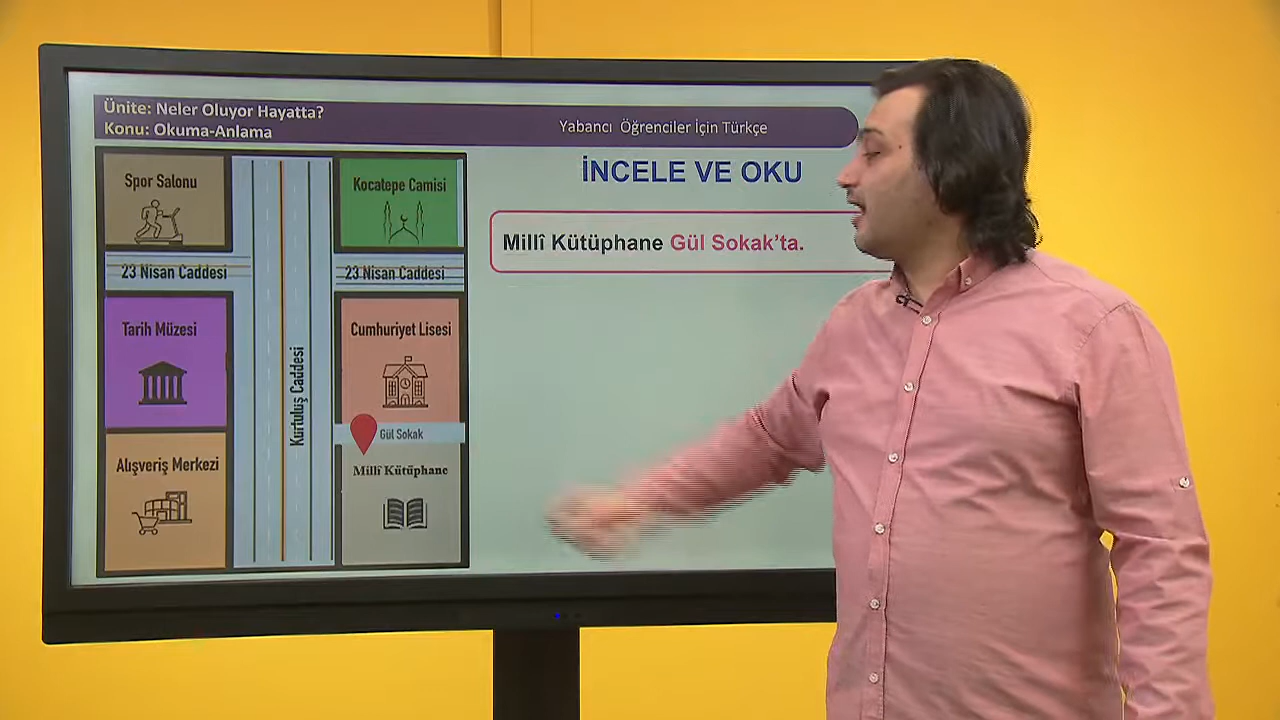 Ünite: Neler Oluyor Hayatta?
Konu: Okuma-Anlama
Yabancı Öğrenciler İçin Türkçe
İNCELE VE OKU
Millî Kütüphane Gül Sokak’ta.
Spor Salonu
Kocatepe Camisi
23 Nisan Caddesi
23 Nisan Caddesi
Tarih Müzesi
Cumhuriyet Lisesi
Kurtuluş Caddesi
Gül Sokak
Alışveriş Merkezi
Millî Kütüphane